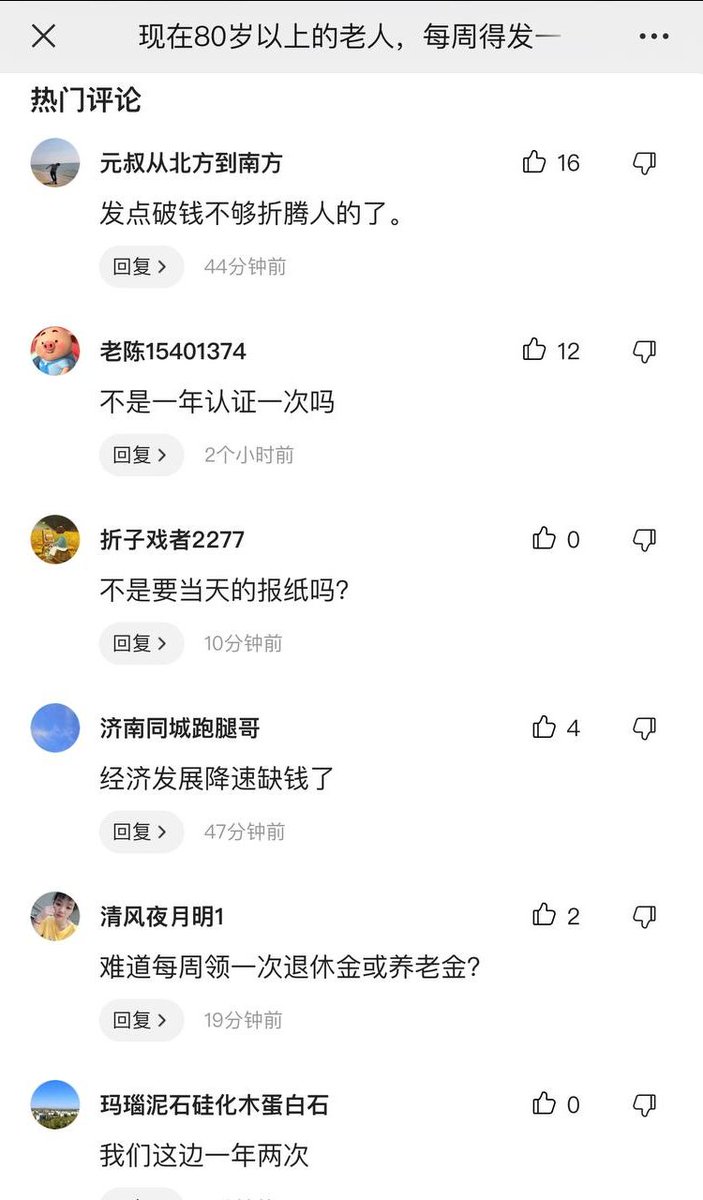 现在80岁以上的老人，每周得发一
热门评论
元叔从北方到南方
16
发点破钱不够折腾人的了。
回复
44分钟前
老陈15401374
12
不是一年认证一次吗
回复
2个小时前
折子戏者2277
0
不是要当天的报纸吗?
回复
10分钟前
济南同城跑腿哥
4
经济发展降速缺钱了
回复
47分钟前
清风夜月明1
2
难道每周领一次退休金或养老金?
回复
19分钟前
玛瑙泥石硅化木蛋白石
0
我们这边一年两次